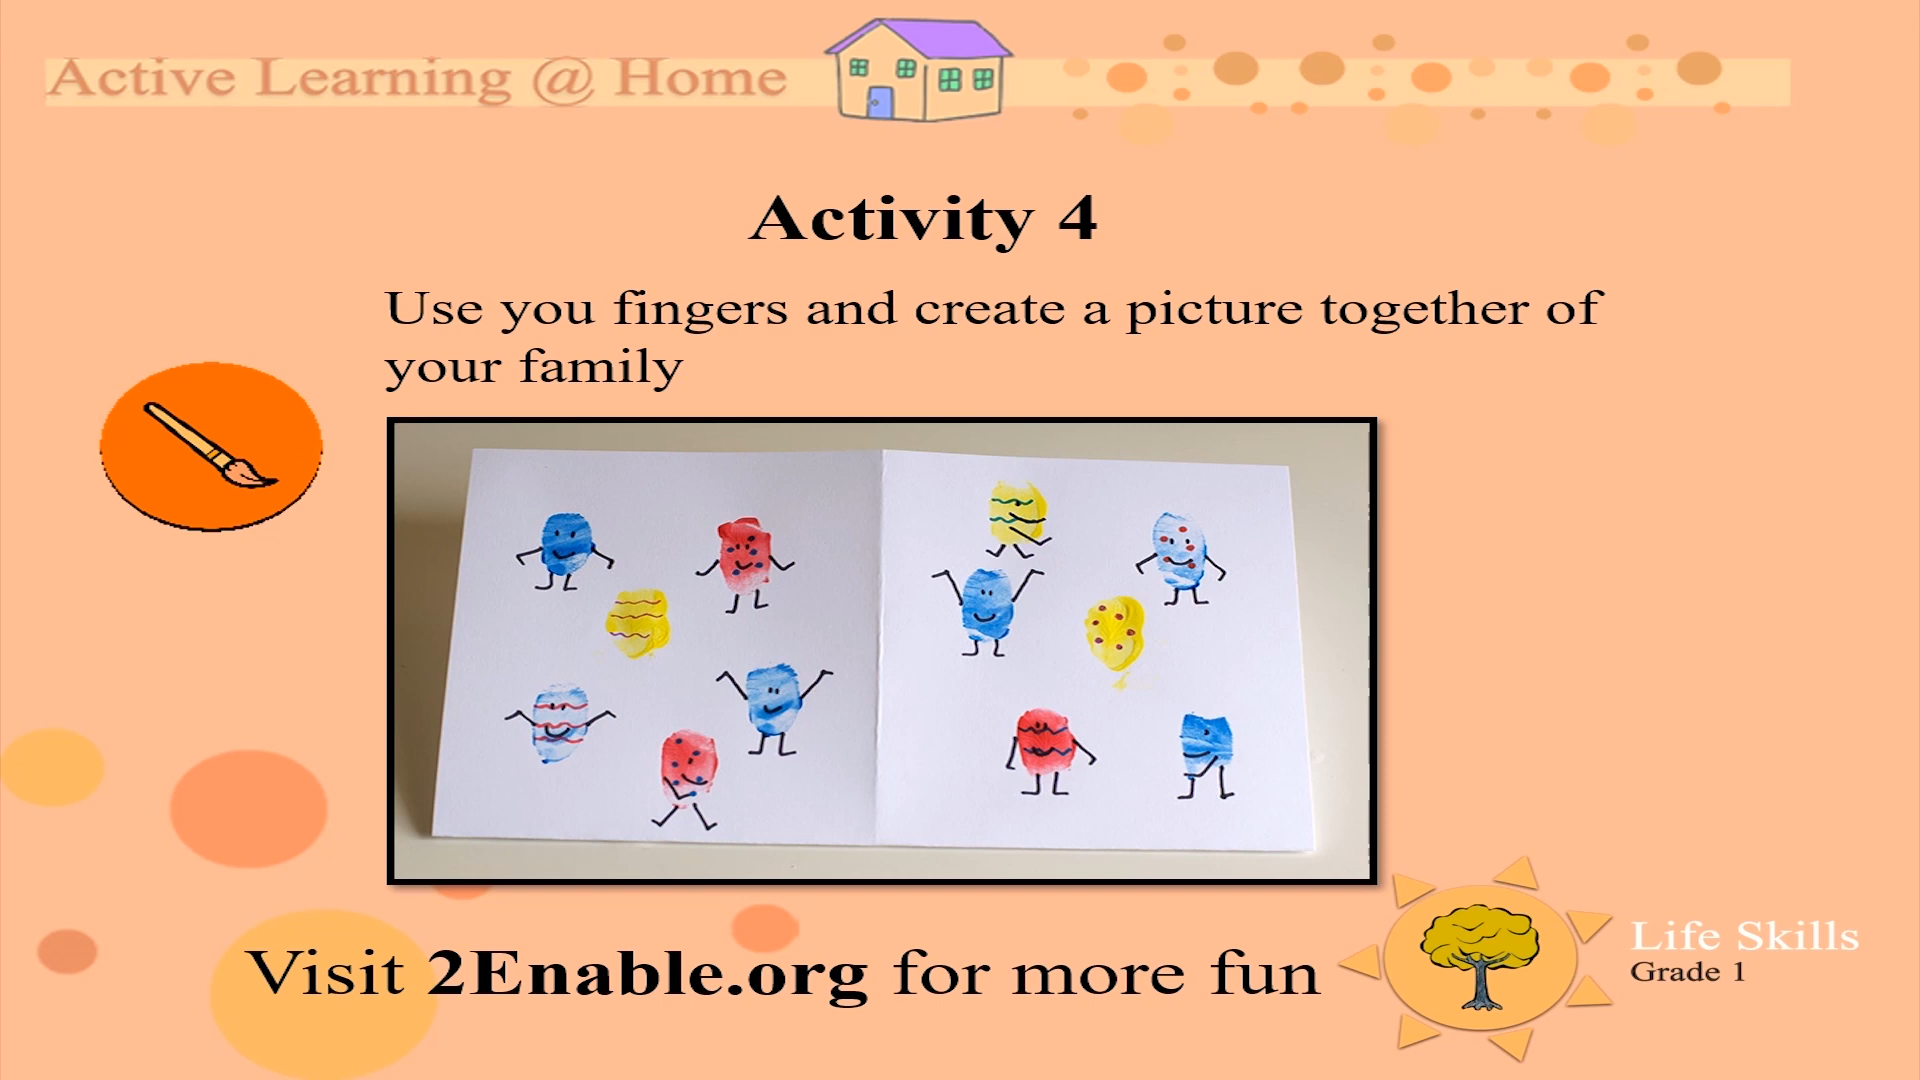 Active Learning @ Home
Activity 4
Use you fingers and create a picture together of
your family
Visit 2Enable.org for more fun
Life Skills
Grade 1